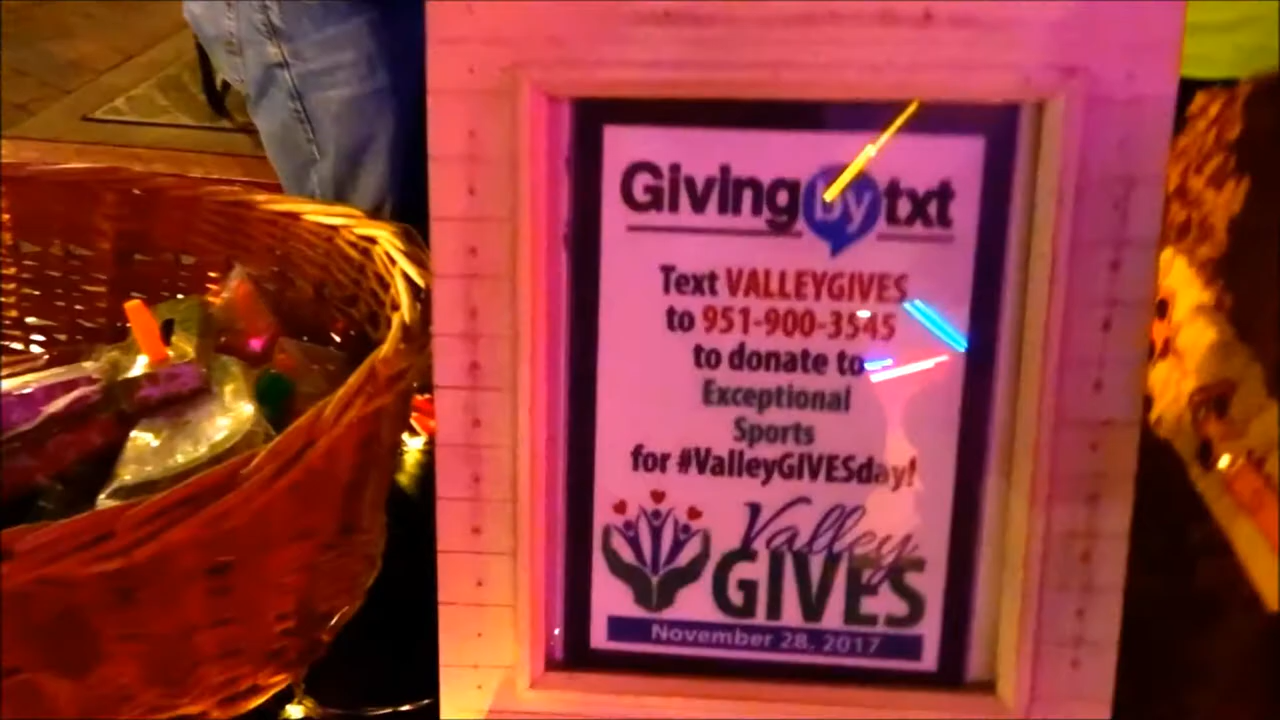 Giving by txt
Text VALLEYGIVES
to 951-900-3545
to donate to
Exceptional
Sports
for #ValleyGIVESday!
Valley
GIVES
November 28, 2017